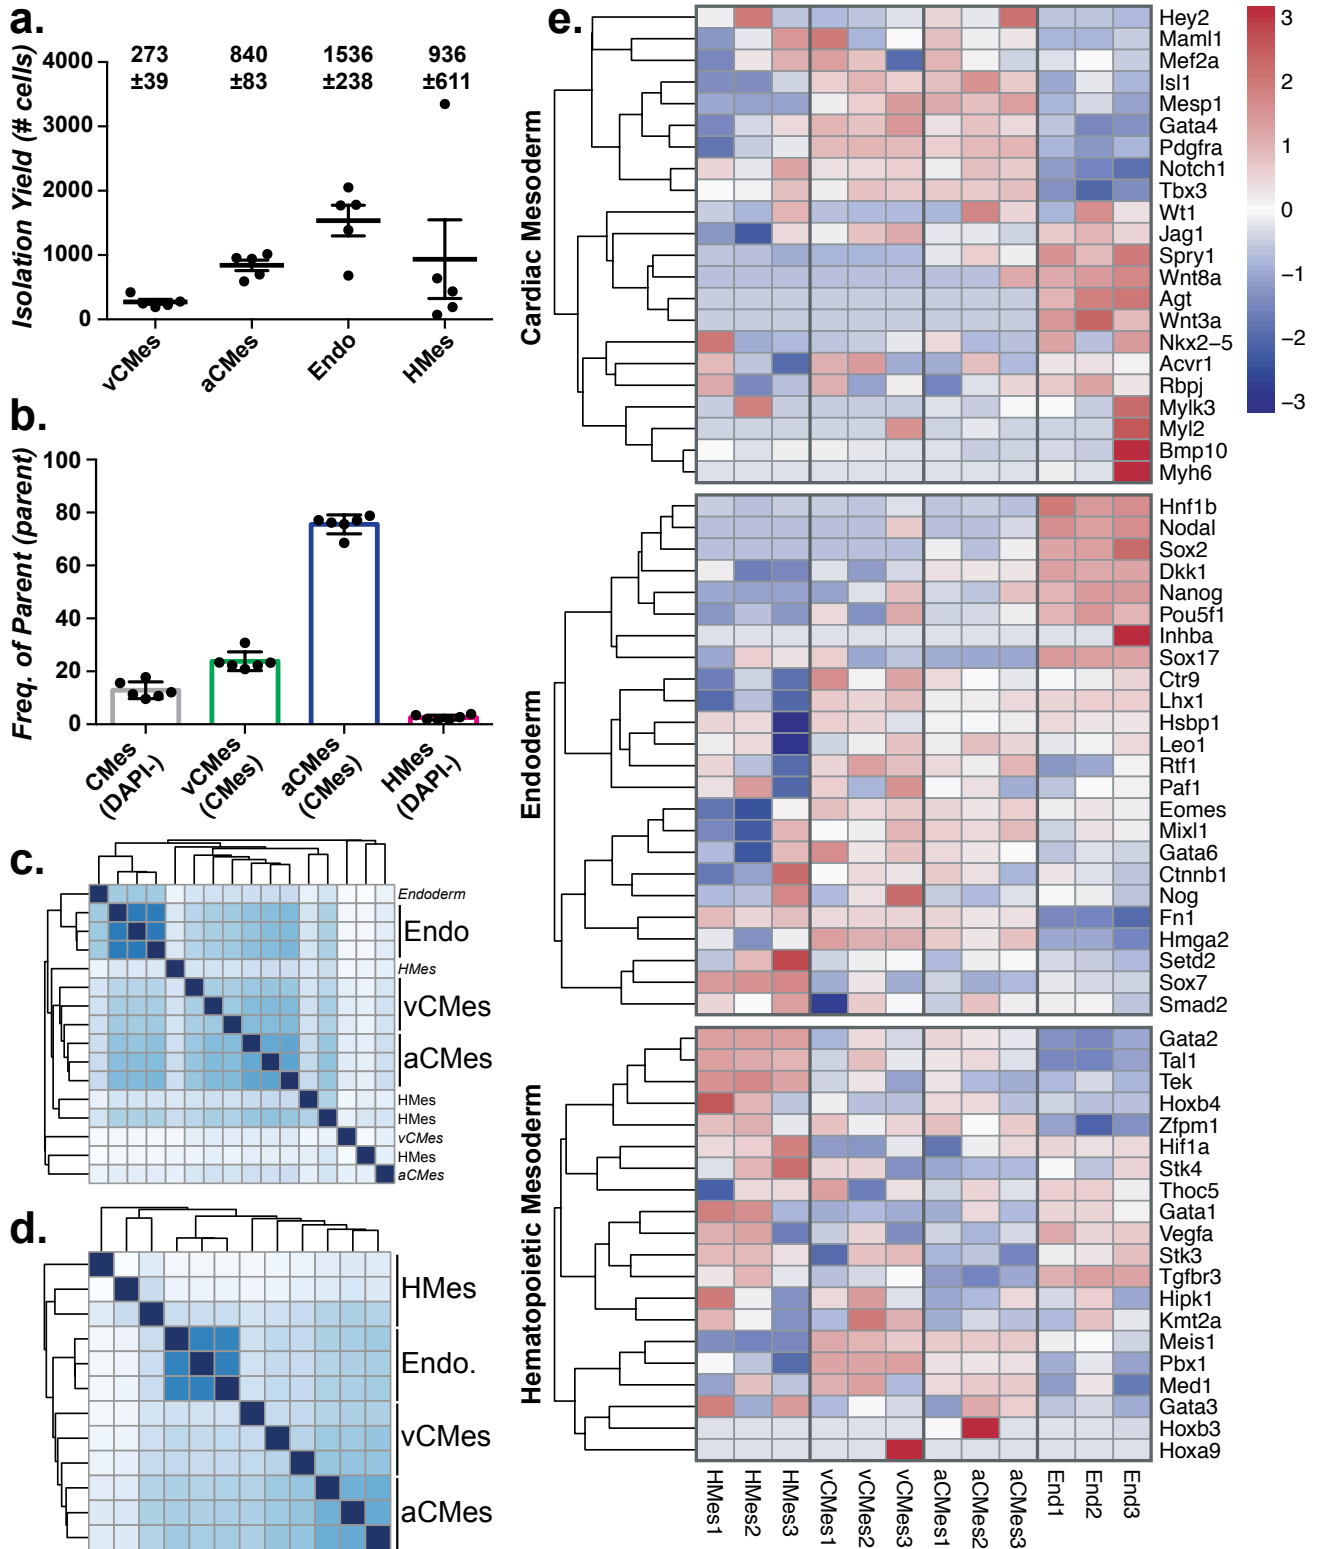 a.
273 840 1536 936
±39 ±83 ±238 ±611
4000
3000
2000
1000
0
Isolation Yield (# cells)
vCMes
aCMes
Endo
HMes
b.
100
80
60
40
20
0
Freq. of Parent (parent)
CMes
(DAPI-)
vCMes
(CMes)
aCMes
(CMes)
HMes
(DAPI-)
c.
Endoderm
Endo
HMes
vCMes
aCMes
HMes
HMes
vCMes
HMes
aCMes
d.
HMes
Endo.
vCMes
aCMes
e.
Cardiac Mesoderm
Hey2
Maml1
Mef2a
Isl1
Mesp1
Gata4
Pdgfra
Notch1
Tbx3
Wt1
Jag1
Spry1
Wnt8a
Agt
Wnt3a
Nkx2−5
Acvr1
Rbpj
Mylk3
Myl2
Bmp10
Myh6
3
2
1
0
−1
−2
−3
Endoderm
Hnf1b
Nodal
Sox2
Dkk1
Nanog
Pou5f1
Inhba
Sox17
Ctr9
Lhx1
Hsbp1
Leo1
Rtf1
Paf1
Eomes
Mixl1
Gata6
Ctnnb1
Nog
Fn1
Hmga2
Setd2
Sox7
Smad2
Hematopoietic Mesoderm
Gata2
Tal1
Tek
Hoxb4
Zfpm1
Hif1a
Stk4
Thoc5
Gata1
Vegfa
Stk3
Tgfbr3
Hipk1
Kmt2a
Meis1
Pbx1
Med1
Gata3
Hoxb3
Hoxa9
HMes1
HMes2
HMes3
vCMes1
vCMes2
vCMes3
aCMes1
aCMes2
aCMes3
End1
End2
End3